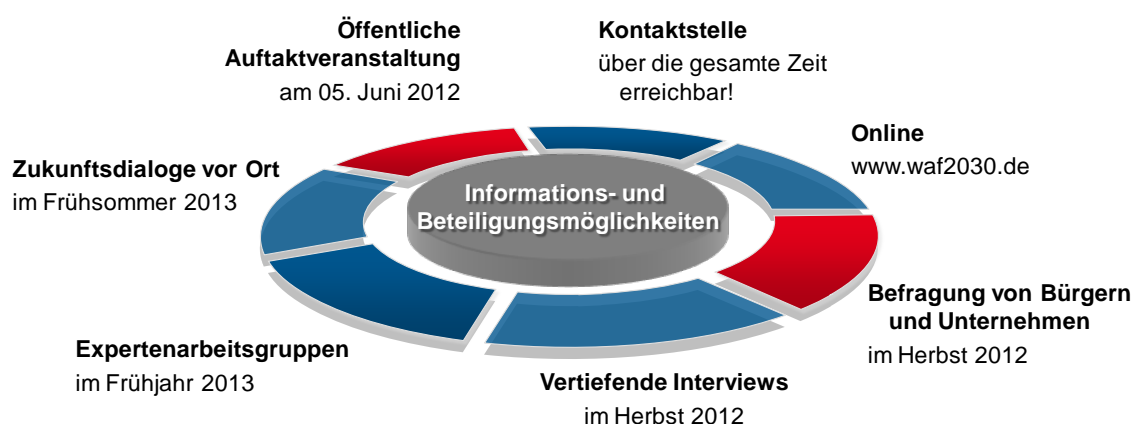 Öffentliche
Auftaktveranstaltung
am 05. Juni 2012
Kontaktstelle
über die gesamte Zeit
erreichbar!
Online
www.waf2030.de
Zukunftsdialoge vor Ort
im Frühsommer 2013
Informations- und
Beteiligungsmöglichkeiten
Befragung von Bürgern
und Unternehmen
im Herbst 2012
Expertenarbeitsgruppen
im Frühjahr 2013
Vertiefende Interviews
im Herbst 2012